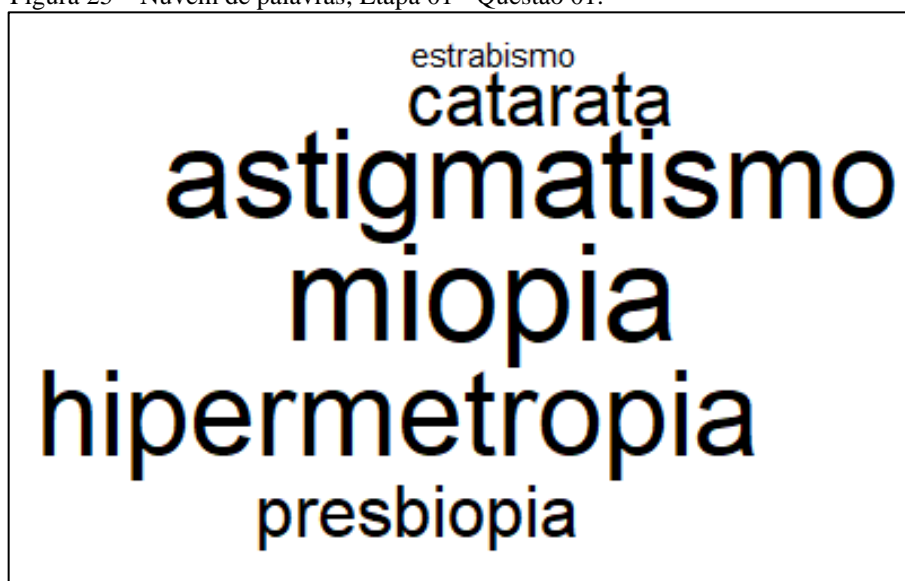 Figura 23 – Nuvem de palavras, Etapa 01 - Questão 01.
estrabismo
catarata
astigmatismo
miopia
hipermetropia
presbiopia